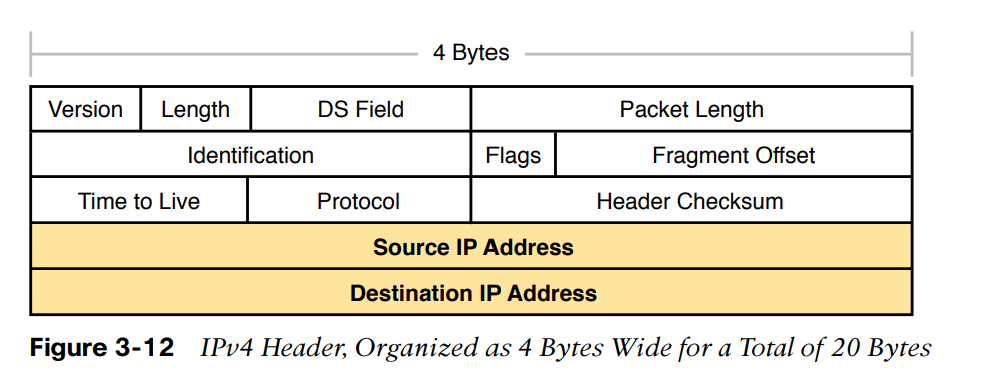 4 Bytes
Version Length DS Field Packet Length
Identification Flags Fragment Offset
Time to Live Protocol Header Checksum
Source IP Address
Destination IP Address
Figure 3-12 IPv4 Header, Organized as 4 Bytes Wide for a Total of 20 Bytes